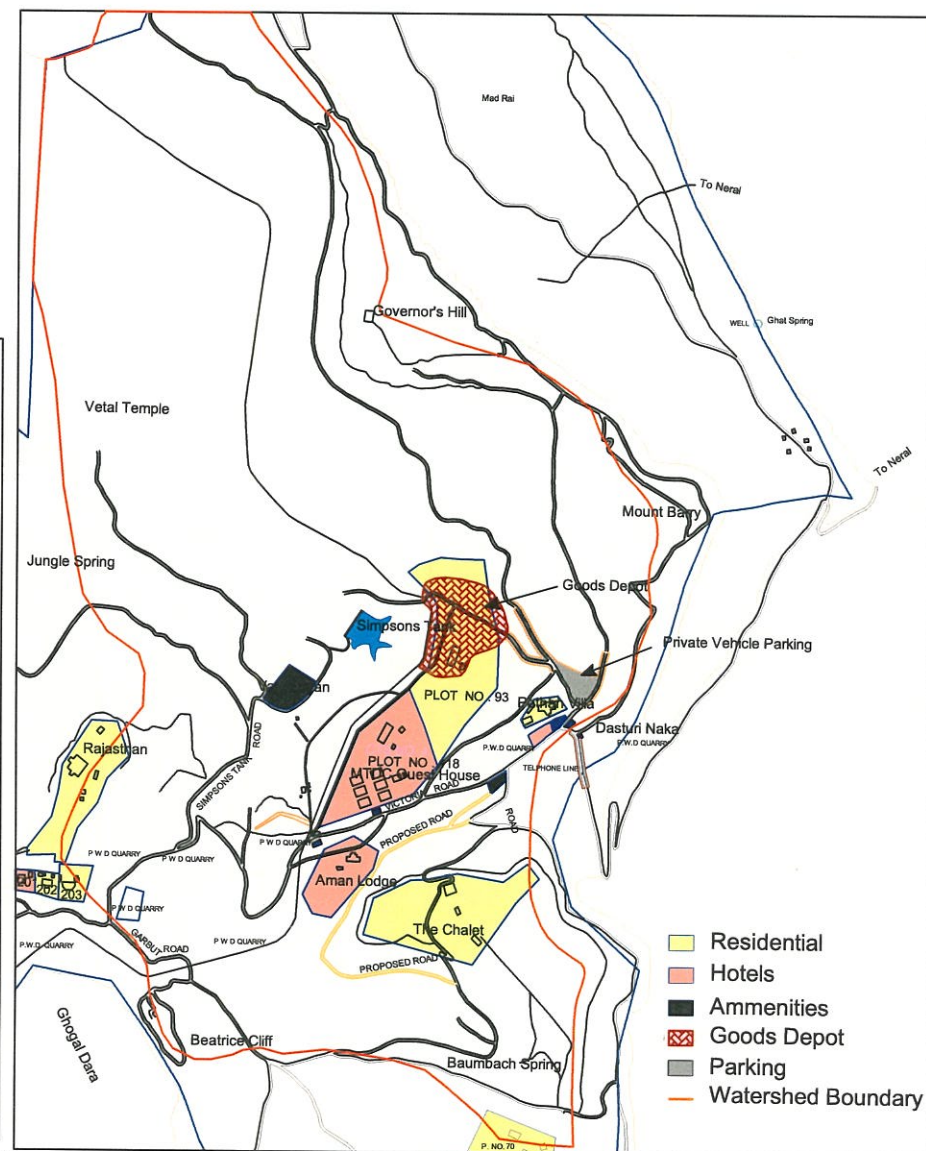 Mad Rai
To Neral
Governor's Hill
WELL
Ghat Spring
Vetal Temple
To Neral
Mount Barry
Jungle Spring
Goods Depot
Simpsons Tank
Private Vehicle Parking
PLOT NO. 93
Dasturi Naka
P.W.D QUARRY
P.W.D QUARRY
Rajasthan
SIMPSONS TANK ROAD
PLOT NO. 18
MTDC Guest House
TELPHONE LINE
VICTORIA ROAD
PROPOSED ROAD
ROAD
P W D QUARRY
P W D QUARRY
P W D QUARRY
Aman Lodge
20
202
203
P W D QUARRY
The Chalet
GARBUT ROAD
P.W.D. QUARRY
P W D QUARRY
PROPOSED ROAD
Ghogal Dara
Beatrice Cliff
Baumbach Spring
P. NO. 70
Residential
Hotels
Ammenities
Goods Depot
Parking
Watershed Boundary